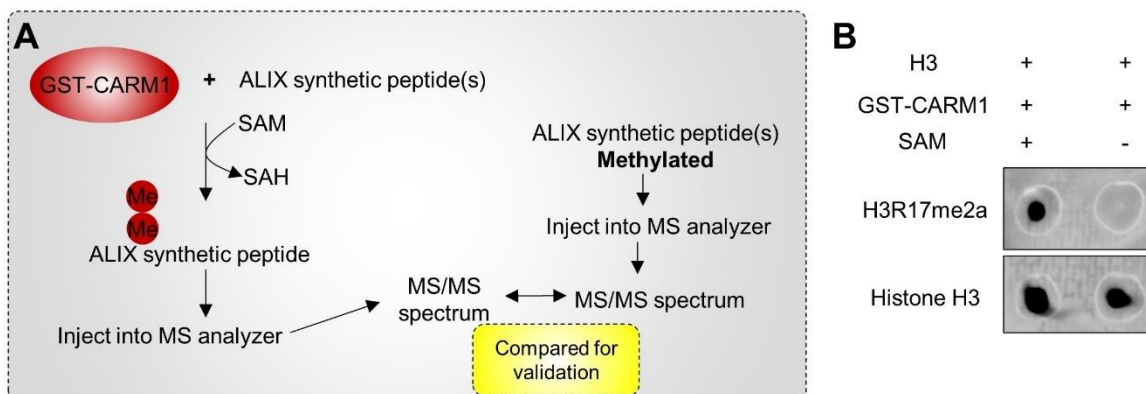 A
GST-CARM1 + ALIX synthetic peptide(s)
SAM
SAH
Me
Me
ALIX synthetic peptide
Inject into MS analyzer
ALIX synthetic peptide(s)
Methylated
Inject into MS analyzer
MS/MS
spectrum
MS/MS spectrum
Compared for
validation
B
H3 + +
GST-CARM1 + +
SAM + -
H3R17me2a
Histone H3